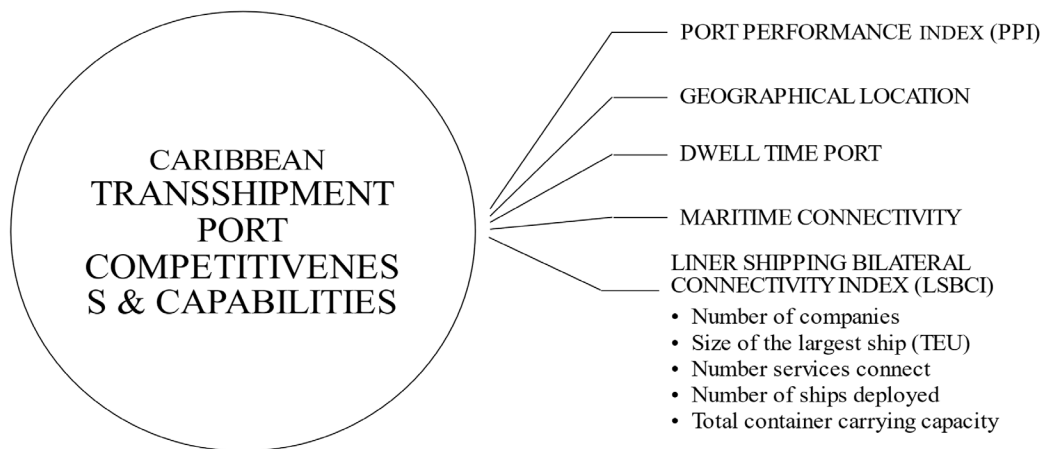 CARIBBEAN
TRANSSHIPMENT
PORT
COMPETITIVENES
S & CAPABILITIES
PORT PERFORMANCE INDEX (PPI)
GEOGRAPHICAL LOCATION
DWELL TIME PORT
MARITIME CONNECTIVITY
LINER SHIPPING BILATERAL
CONNECTIVITY INDEX (LSBCI)
• Number of companies
• Size of the largest ship (TEU)
• Number services connect
• Number of ships deployed
• Total container carrying capacity